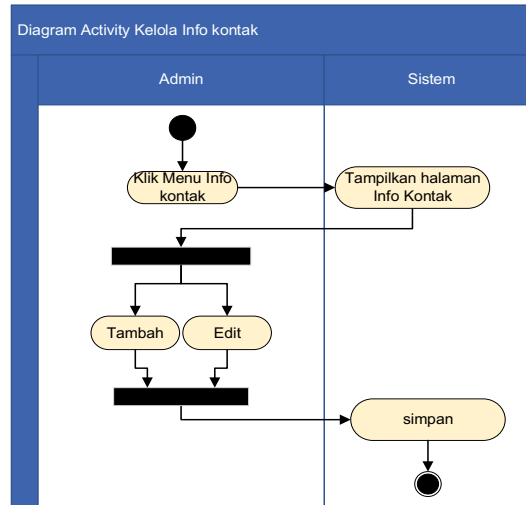 Diagram Activity Kelola Info kontak
Admin
Sistem
Klik Menu Info
kontak
Tampilkan halaman
Info Kontak
Tambah
Edit
simpan